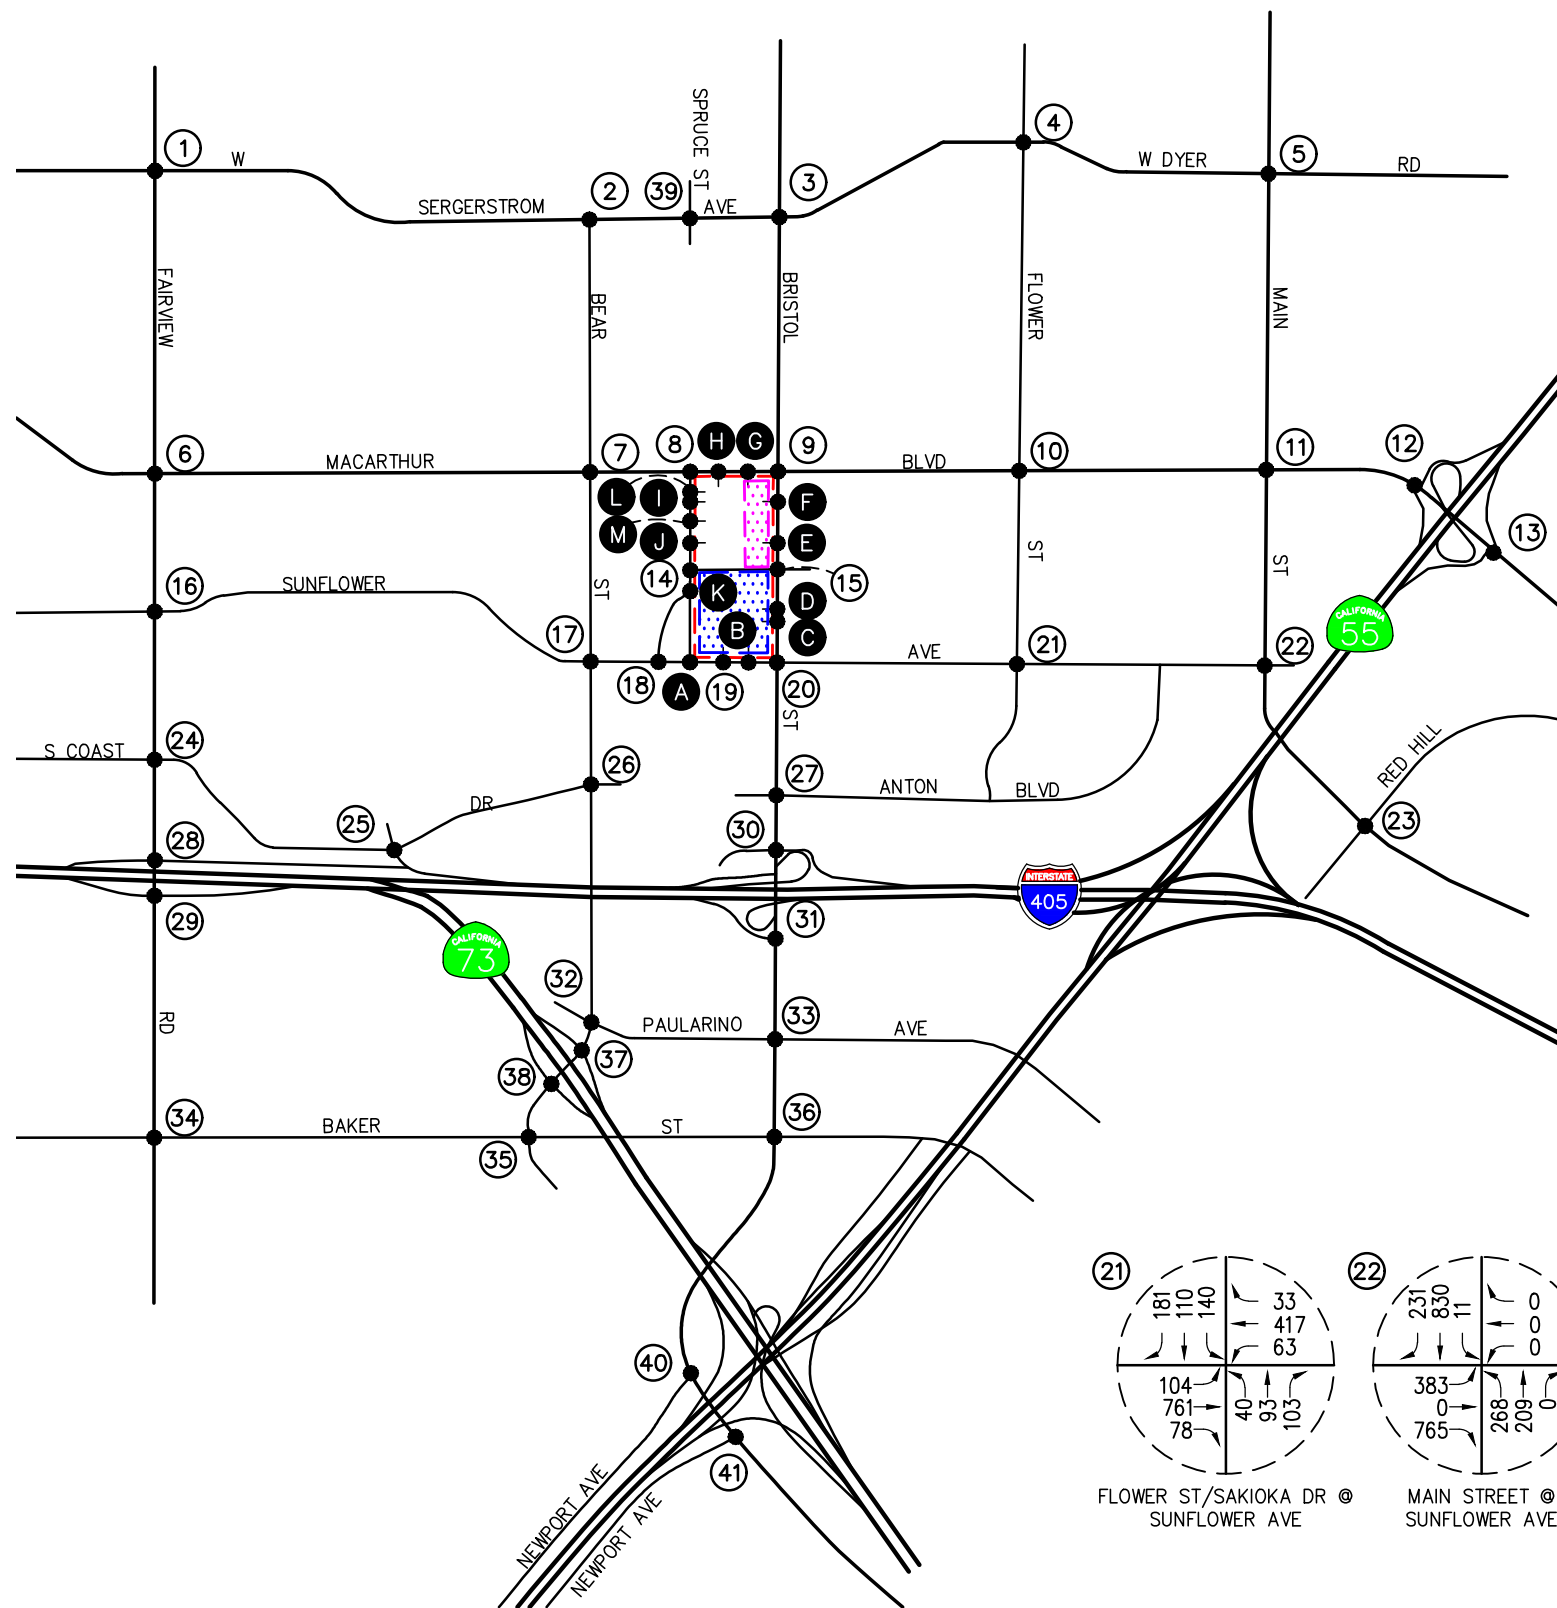 SPRUCE ST
1
W
SERGERSTROM
2
39
AVE
3
4
W DYER
5
RD
FAIRVIEW
BEAR
BRISTOL
FLOWER
MAIN
6
MACARTHUR
7
8
H
G
9
BLVD
10
11
12
13
L
I
F
M
J
E
ST
ST
CALIFORNIA
55
16
SUNFLOWER
ST
14
K
15
D
B
C
17
18
A
19
20
AVE
21
22
ST
S COAST
24
DR
25
26
27
ANTON
BLVD
RED HILL
23
28
29
30
31
INTERSTATE
405
CALIFORNIA
73
RD
32
PAULARINO
33
AVE
37
38
34
BAKER
35
ST
36
40
41
NEWPORT AVE
NEWPORT AVE
21
181
110
140
33
417
63
104
761
78
40
93
103
FLOWER ST/SAKIOKA DR @
SUNFLOWER AVE
22
231
830
11
0
0
0
383
0
765
268
209
0
MAIN STREET @
SUNFLOWER AVE